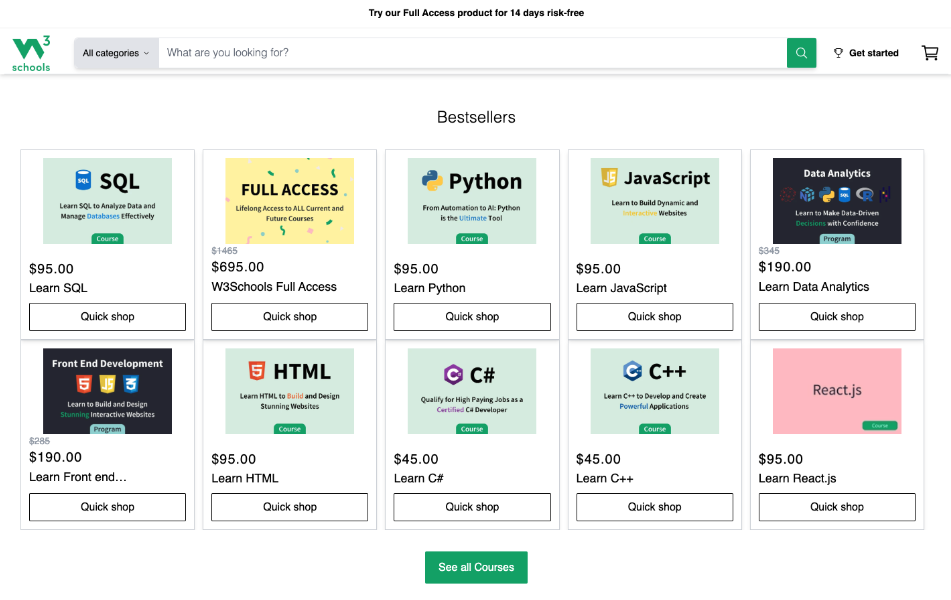 Try our Full Access product for 14 days risk-free
W3
schools
All categories
What are you looking for?
Get started
Bestsellers
SQL
SQL
Learn SQL to Analyze Data and
Manage Databases Effectively
Course
$95.00
Learn SQL
Quick shop
FULL ACCESS
Lifelong Access to ALL Current and
Future Courses
$1465
$695.00
W3Schools Full Access
Quick shop
Python
From Automation to AI: Python
is the Ultimate Tool
Course
$95.00
Learn Python
Quick shop
JS
JavaScript
Learn to Build Dynamic and
Interactive Websites
Course
$95.00
Learn JavaScript
Quick shop
Data Analytics
SQL
R
Learn to Make Data-Driven
Decisions with Confidence
Program
$345
$190.00
Learn Data Analytics
Quick shop
Front End Development
5
JS
3
Learn to Build and Design
Stunning Interactive Websites
Program
$285
$190.00
Learn Front end...
Quick shop
5
HTML
Learn HTML to Build and Design
Stunning Websites
Course
$95.00
Learn HTML
Quick shop
C
C#
Qualify for High Paying Jobs as a
Certified C# Developer
Course
$45.00
Learn C#
Quick shop
C
C++
Learn C++ to Develop and Create
Powerful Applications
Course
$45.00
Learn C++
Quick shop
React.js
Course
$95.00
Learn React.js
Quick shop
See all Courses